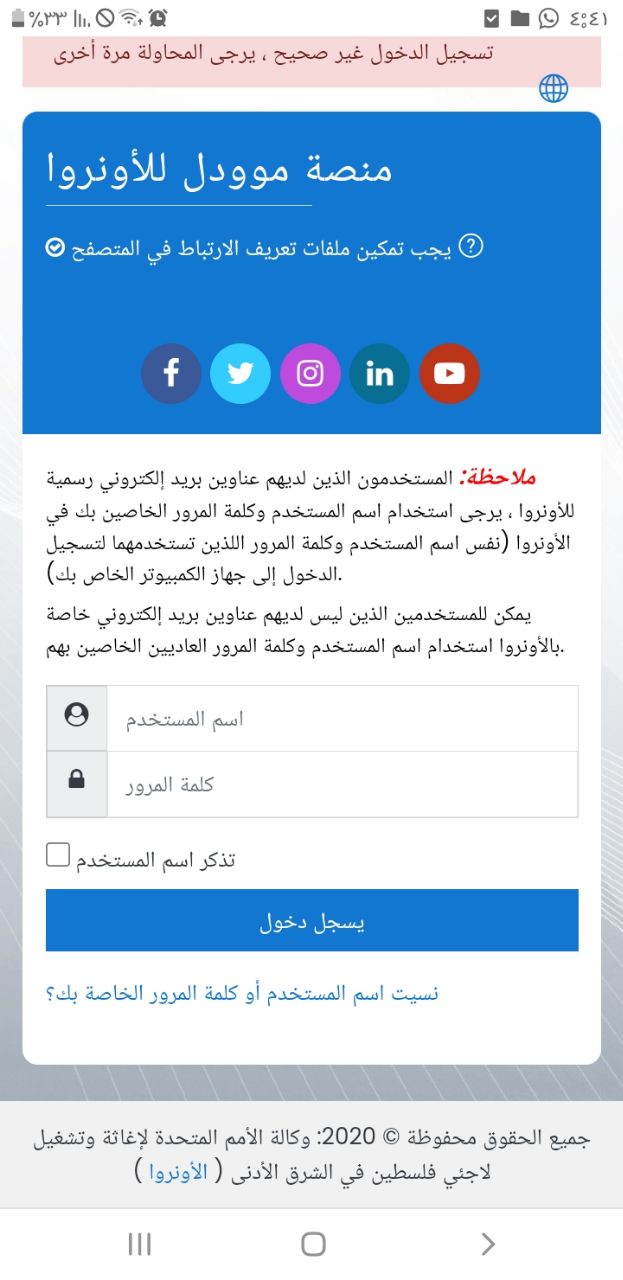 %٣٣ ٤:٤١
تسجيل الدخول غير صحيح ، يرجى المحاولة مرة أخرى
منصة موودل للأونروا
يجب تمكين ملفات تعريف الارتباط في المتصفح
ملاحظة: المستخدمون الذين لديهم عناوين بريد إلكتروني رسمية
للأونروا ، يرجى استخدام اسم المستخدم وكلمة المرور الخاصين بك في
الأونروا (نفس اسم المستخدم وكلمة المرور اللذين تستخدمهما لتسجيل
.الدخول إلى جهاز الكمبيوتر الخاص بك)
يمكن للمستخدمين الذين ليس لديهم عناوين بريد إلكتروني خاصة
.بالأونروا استخدام اسم المستخدم وكلمة المرور العاديين الخاصين بهم
اسم المستخدم
كلمة المرور
تذكر اسم المستخدم
يسجل دخول
نسيت اسم المستخدم أو كلمة المرور الخاصة بك؟
جميع الحقوق محفوظة © 2020: وكالة الأمم المتحدة لإغاثة وتشغيل
لاجئي فلسطين في الشرق الأدنى ( الأونروا )